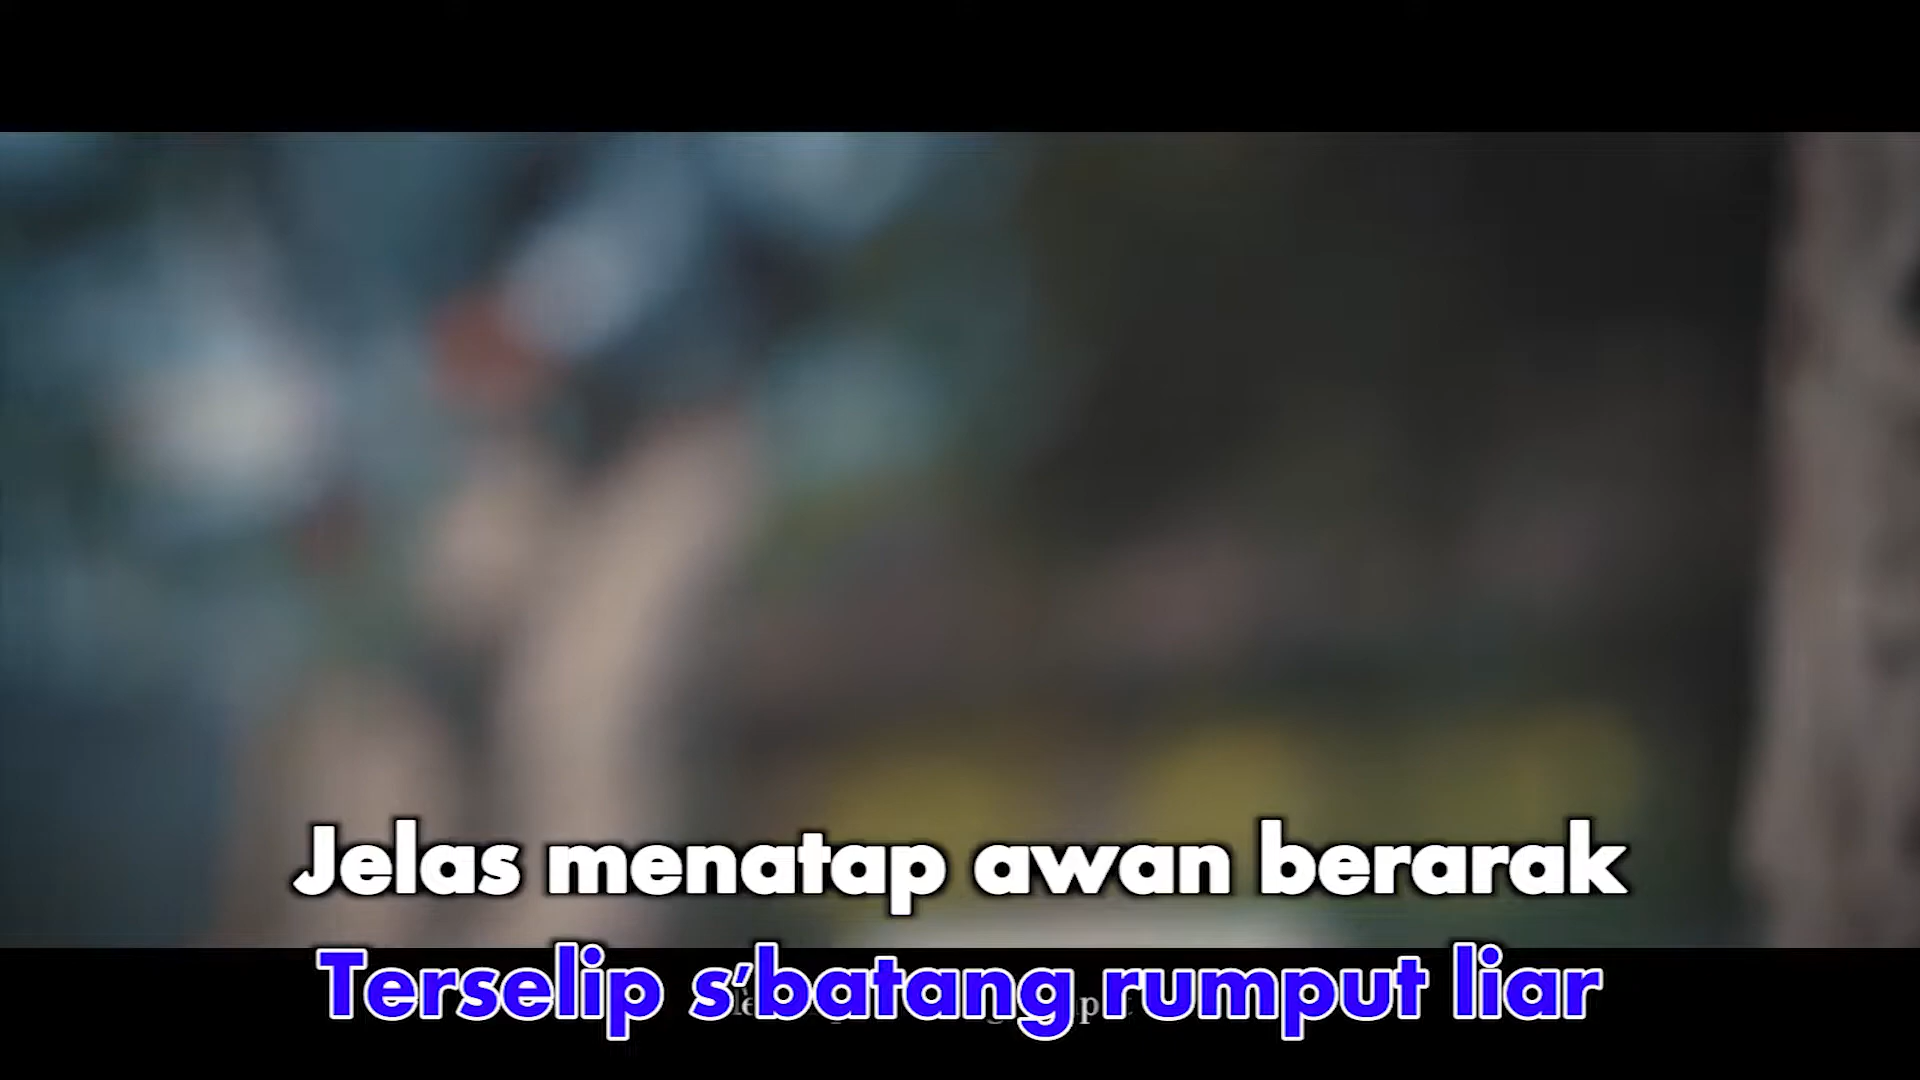 Jelas menatap awan berarak
Terselip s'batang rumput liar